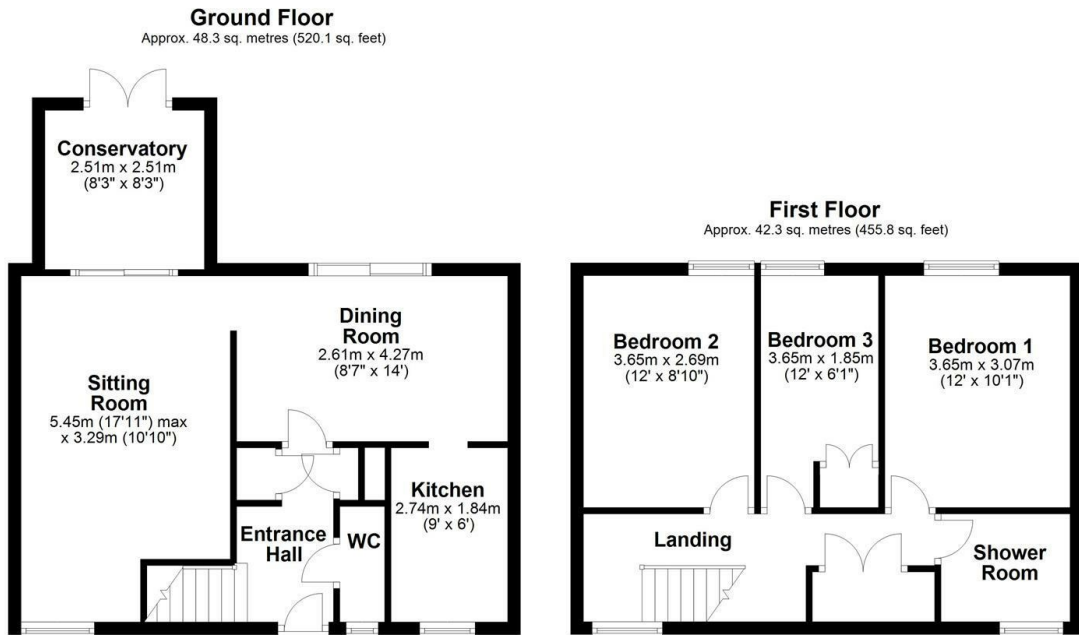 Ground Floor
Approx. 48.3 sq. metres (520.1 sq. feet)
Conservatory
2.51m x 2.51m
(8'3" x 8'3")
Dining
Room
2.61m x 4.27m
(8'7" x 14')
Sitting
Room
5.45m (17'11") max
x 3.29m (10'10")
Kitchen
2.74m x 1.84m
(9' x 6')
Entrance
Hall
WC
First Floor
Approx. 42.3 sq. metres (455.8 sq. feet)
Bedroom 2
3.65m x 2.69m
(12' x 8'10")
Bedroom 3
3.65m x 1.85m
(12' x 6'1")
Bedroom 1
3.65m x 3.07m
(12' x 10'1")
Landing
Shower
Room